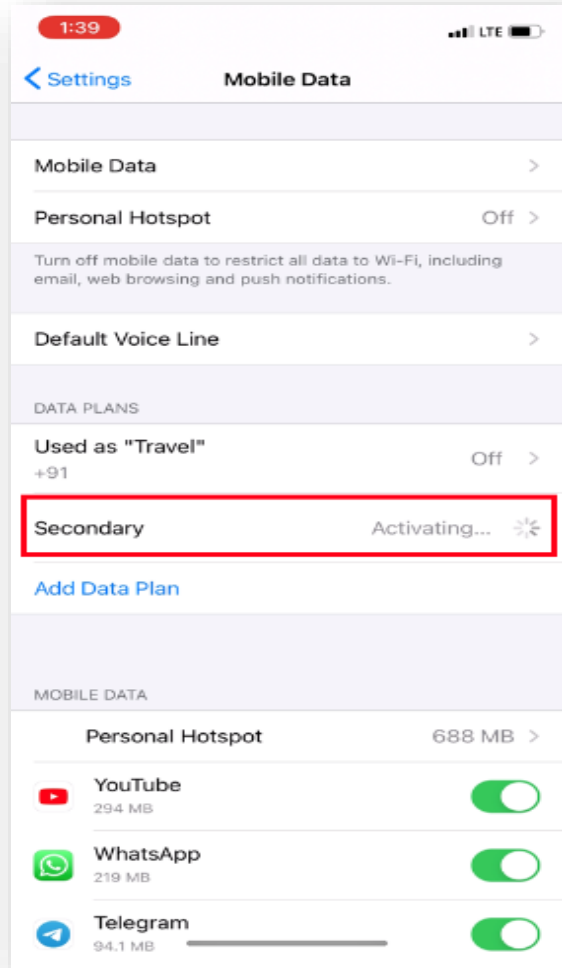 1:39
LTE
Settings
Mobile Data
Mobile Data
Personal Hotspot Off
Turn off mobile data to restrict all data to Wi-Fi, including
email, web browsing and push notifications.
Default Voice Line
DATA PLANS
Used as "Travel" Off
+91
Secondary Activating...
Add Data Plan
MOBILE DATA
Personal Hotspot 688 MB
YouTube
294 MB
WhatsApp
219 MB
Telegram
94.1 MB